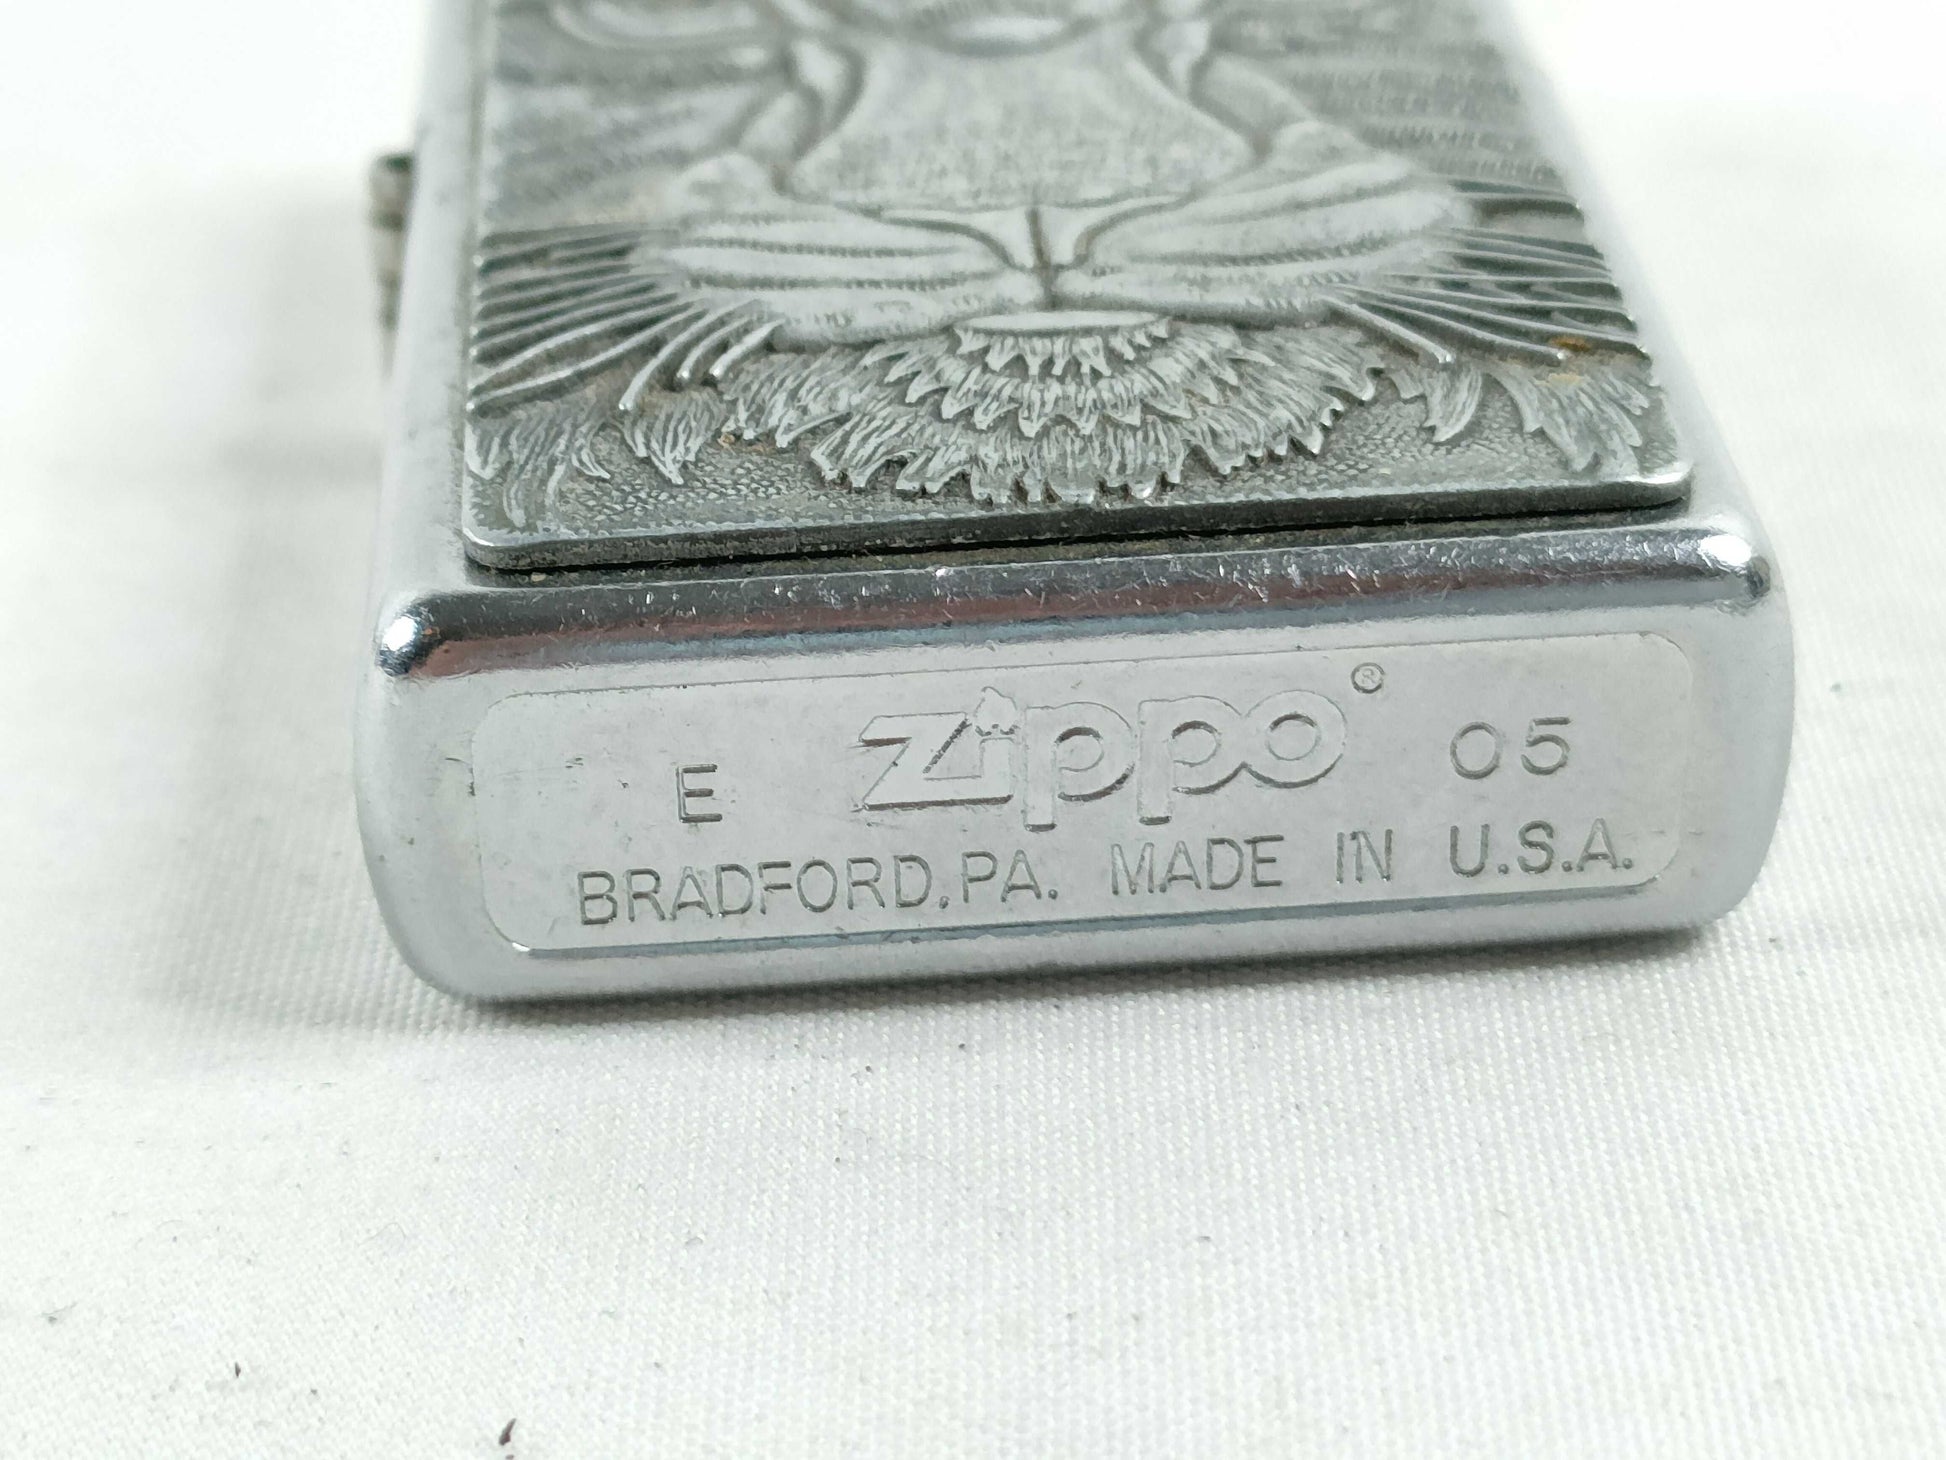 E zippo® 05
BRADFORD, PA. MADE IN U.S.A.